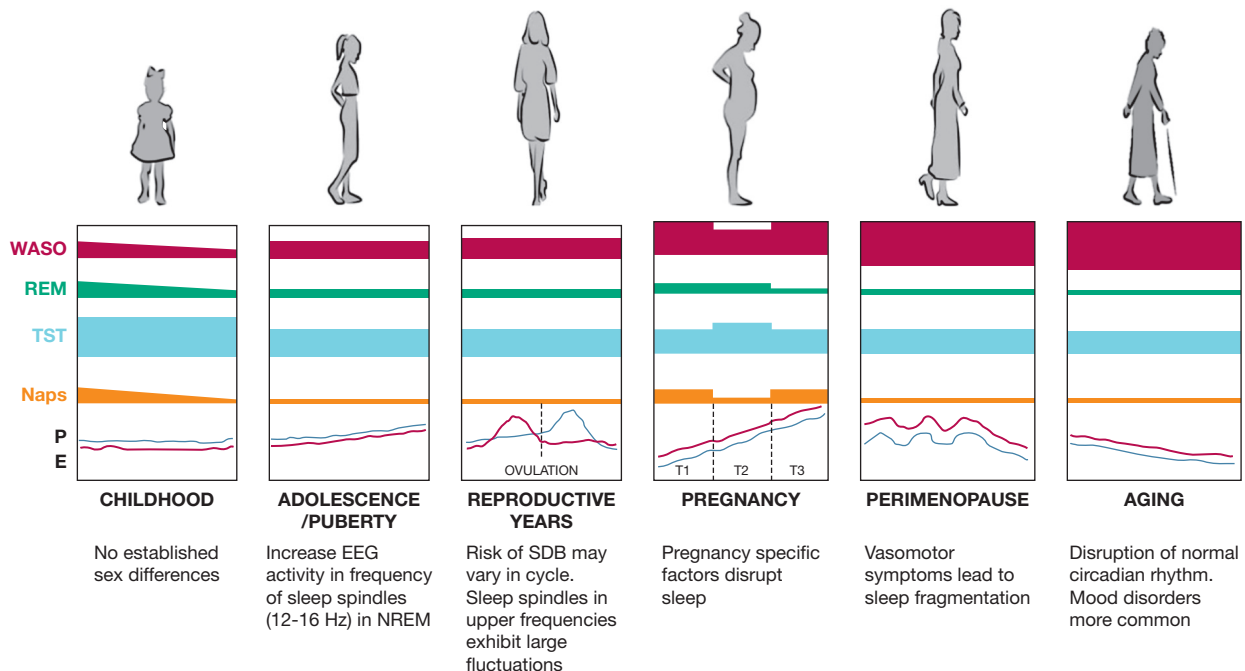 WASO
REM
TST
Naps
P
E
OVULATION
T1
T2
T3
CHILDHOOD
No established
sex differences
ADOLESCENCE
/PUBERTY
Increase EEG
activity in frequency
of sleep spindles
(12-16 Hz) in NREM
REPRODUCTIVE
YEARS
Risk of SDB may
vary in cycle.
Sleep spindles in
upper frequencies
exhibit large
fluctuations
PREGNANCY
Pregnancy specific
factors disrupt
sleep
PERIMENOPAUSE
Vasomotor
symptoms lead to
sleep fragmentation
AGING
Disruption of normal
circadian rhythm.
Mood disorders
more common